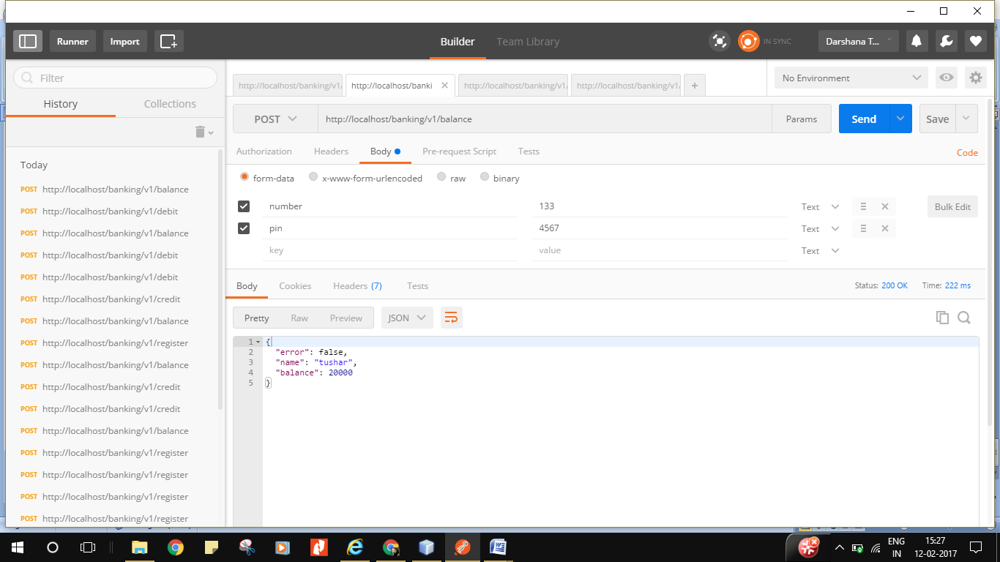 Runner
Import
Builder
Team Library
IN SYNC
Darshana T...
Filter
History
Collections
Today
POST http://localhost/banking/v1/balance
POST http://localhost/banking/v1/debit
POST http://localhost/banking/v1/balance
POST http://localhost/banking/v1/debit
POST http://localhost/banking/v1/debit
POST http://localhost/banking/v1/credit
POST http://localhost/banking/v1/balance
POST http://localhost/banking/v1/register
POST http://localhost/banking/v1/balance
POST http://localhost/banking/v1/credit
POST http://localhost/banking/v1/credit
POST http://localhost/banking/v1/balance
POST http://localhost/banking/v1/register
POST http://localhost/banking/v1/register
POST http://localhost/banking/v1/register
POST http://localhost/banking/v1/register
http://localhost/banking/v1/
http://localhost/banki
http://localhost/banking/v1/
http://localhost/banking/v1/
No Environment
POST
http://localhost/banking/v1/balance
Params
Send
Save
Authorization
Headers
Body
Pre-request Script
Tests
Code
form-data
x-www-form-urlencoded
raw
binary
number 133 Text
Bulk Edit
pin 4567 Text
key value Text
Body
Cookies
Headers (7)
Tests
Status: 200 OK
Time: 222 ms
Pretty
Raw
Preview
JSON
1 {
2 "error": false,
3 "name": "tushar",
4 "balance": 20000
5 }
ENG
IN
15:27
12-02-2017